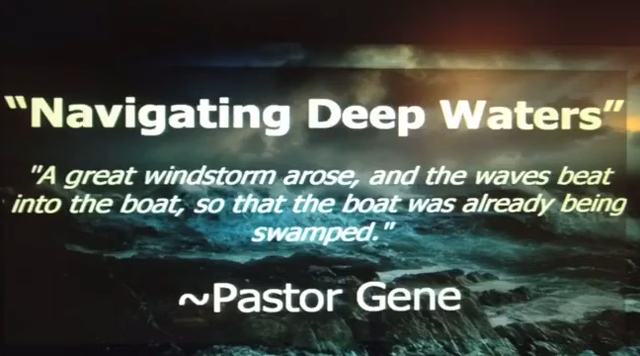 “Navigating Deep Waters”
"A great windstorm arose, and the waves beat
into the boat, so that the boat was already being
swamped."
~Pastor Gene